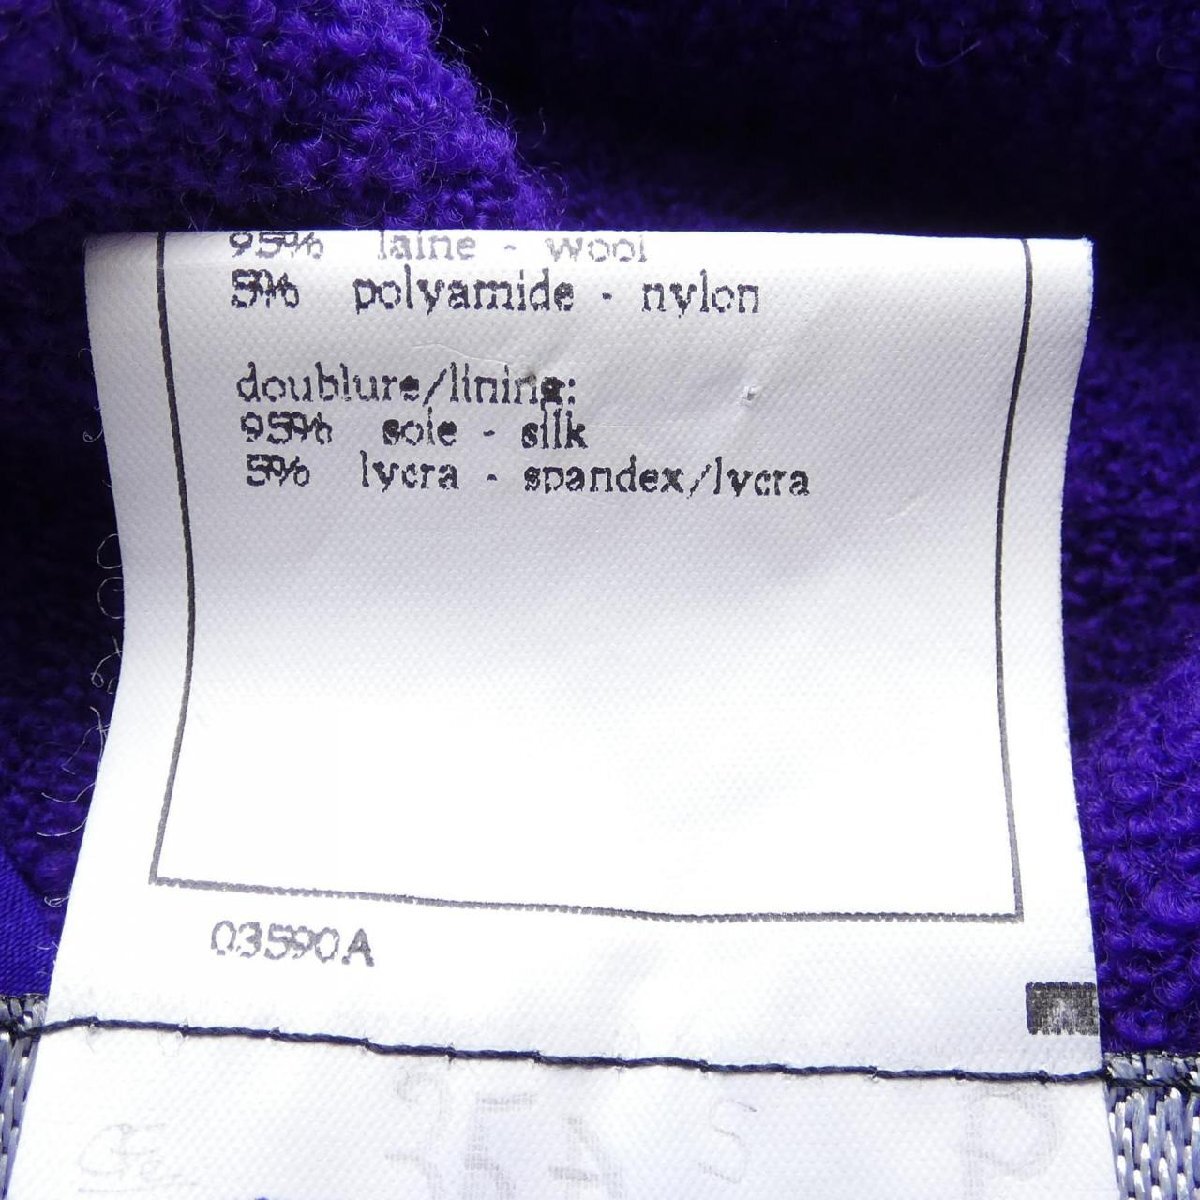 95% laine - wool
5% polyamide - nylon
doublure/lining:
95% soie - silk
5% lycra - spandex/lycra
03590A